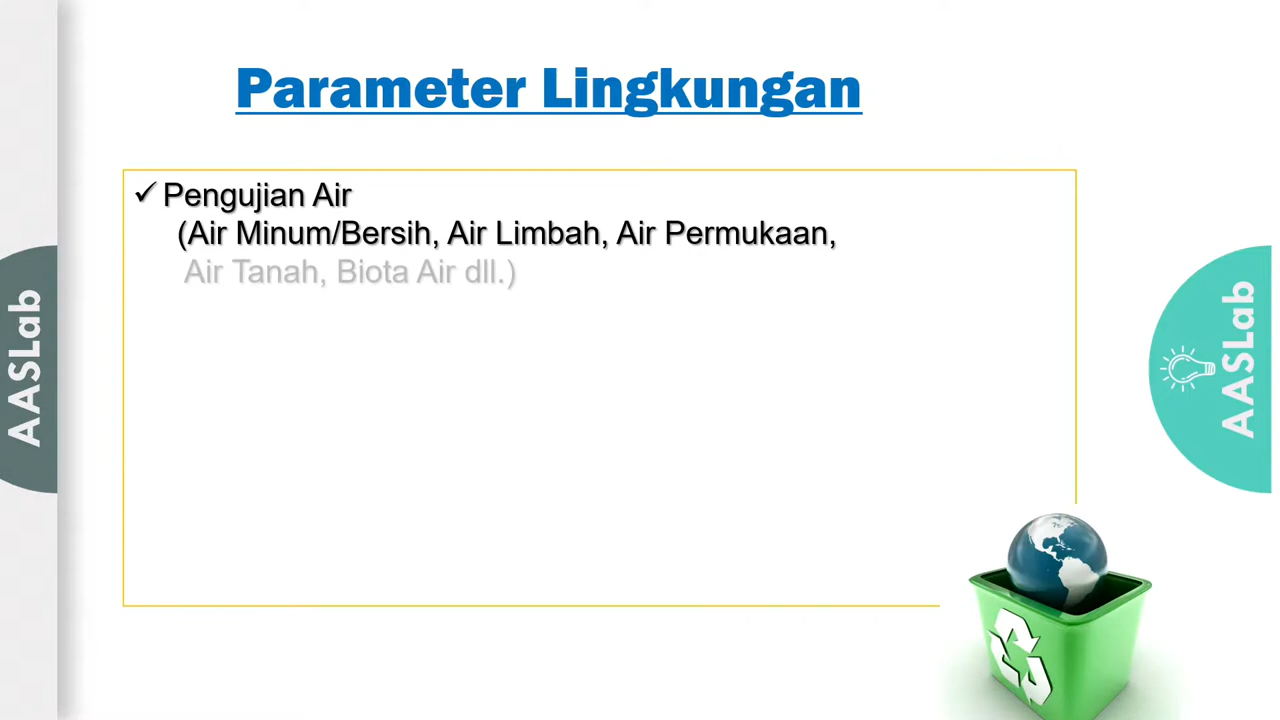 Parameter Lingkungan
✓ Pengujian Air
(Air Minum/Bersih, Air Limbah, Air Permukaan,
Air Tanah, Biota Air dll.)
AASLab
AASLab